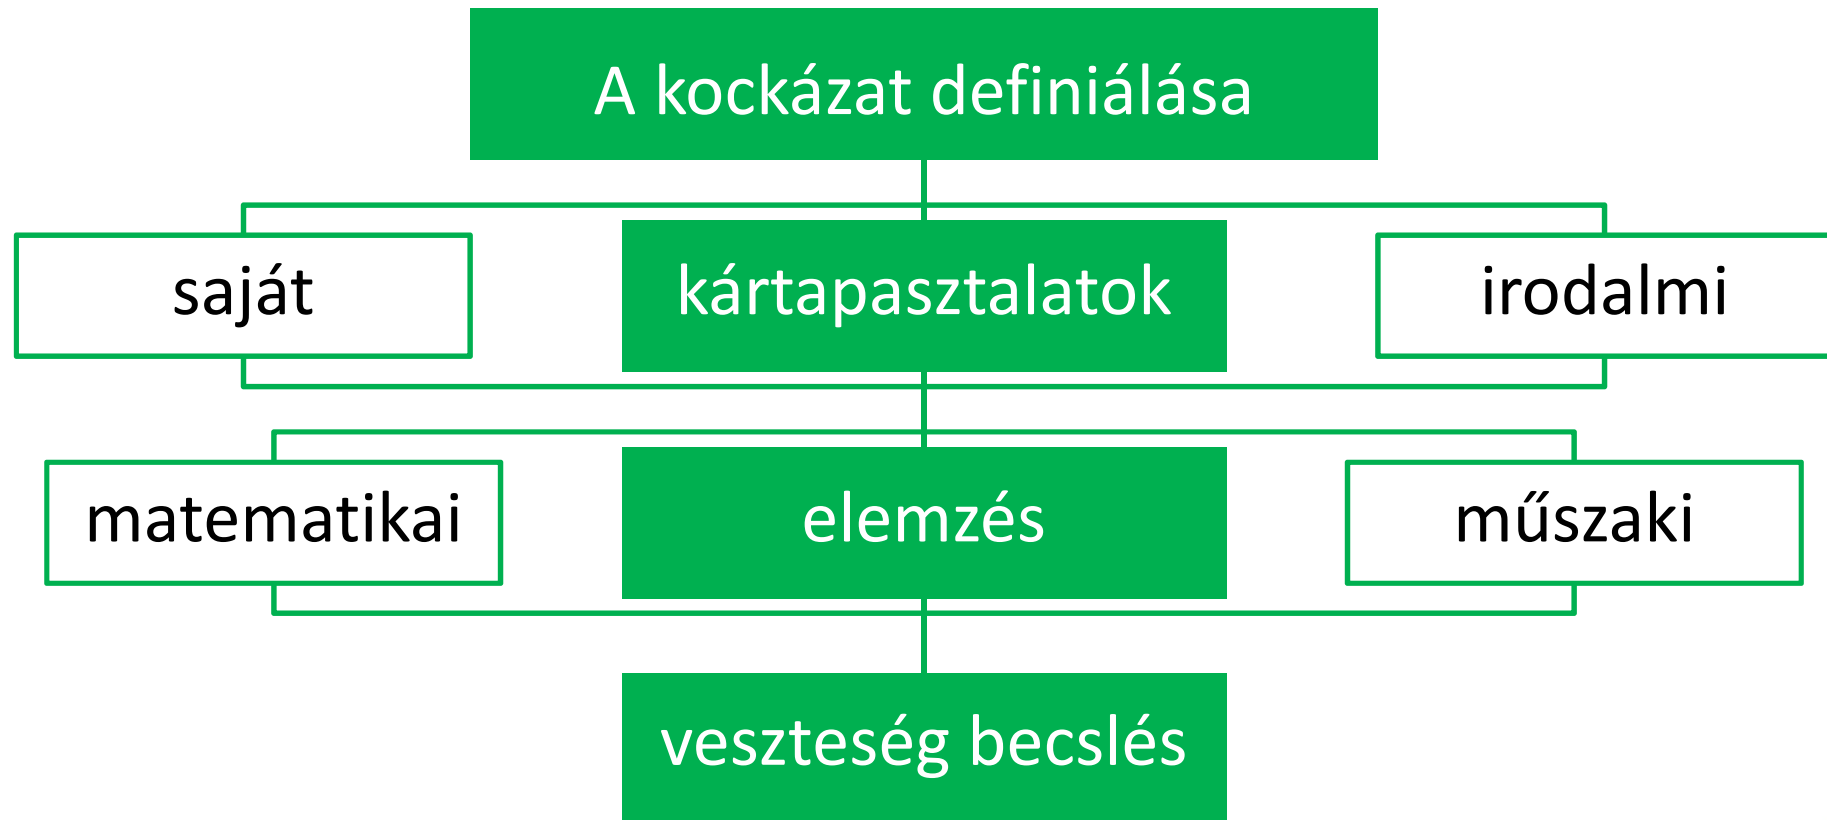 A kockázat definiálása
saját
kártapasztalatok
irodalmi
matematikai
elemzés
műszaki
veszteség becslés